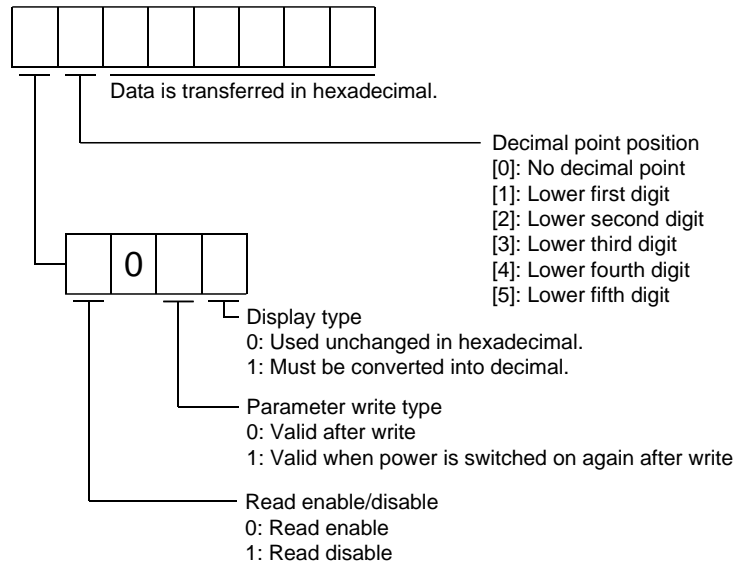 Data is transferred in hexadecimal.
Decimal point position
[0]: No decimal point
[1]: Lower first digit
[2]: Lower second digit
[3]: Lower third digit
[4]: Lower fourth digit
[5]: Lower fifth digit
0
Display type
0: Used unchanged in hexadecimal.
1: Must be converted into decimal.
Parameter write type
0: Valid after write
1: Valid when power is switched on again after write
Read enable/disable
0: Read enable
1: Read disable